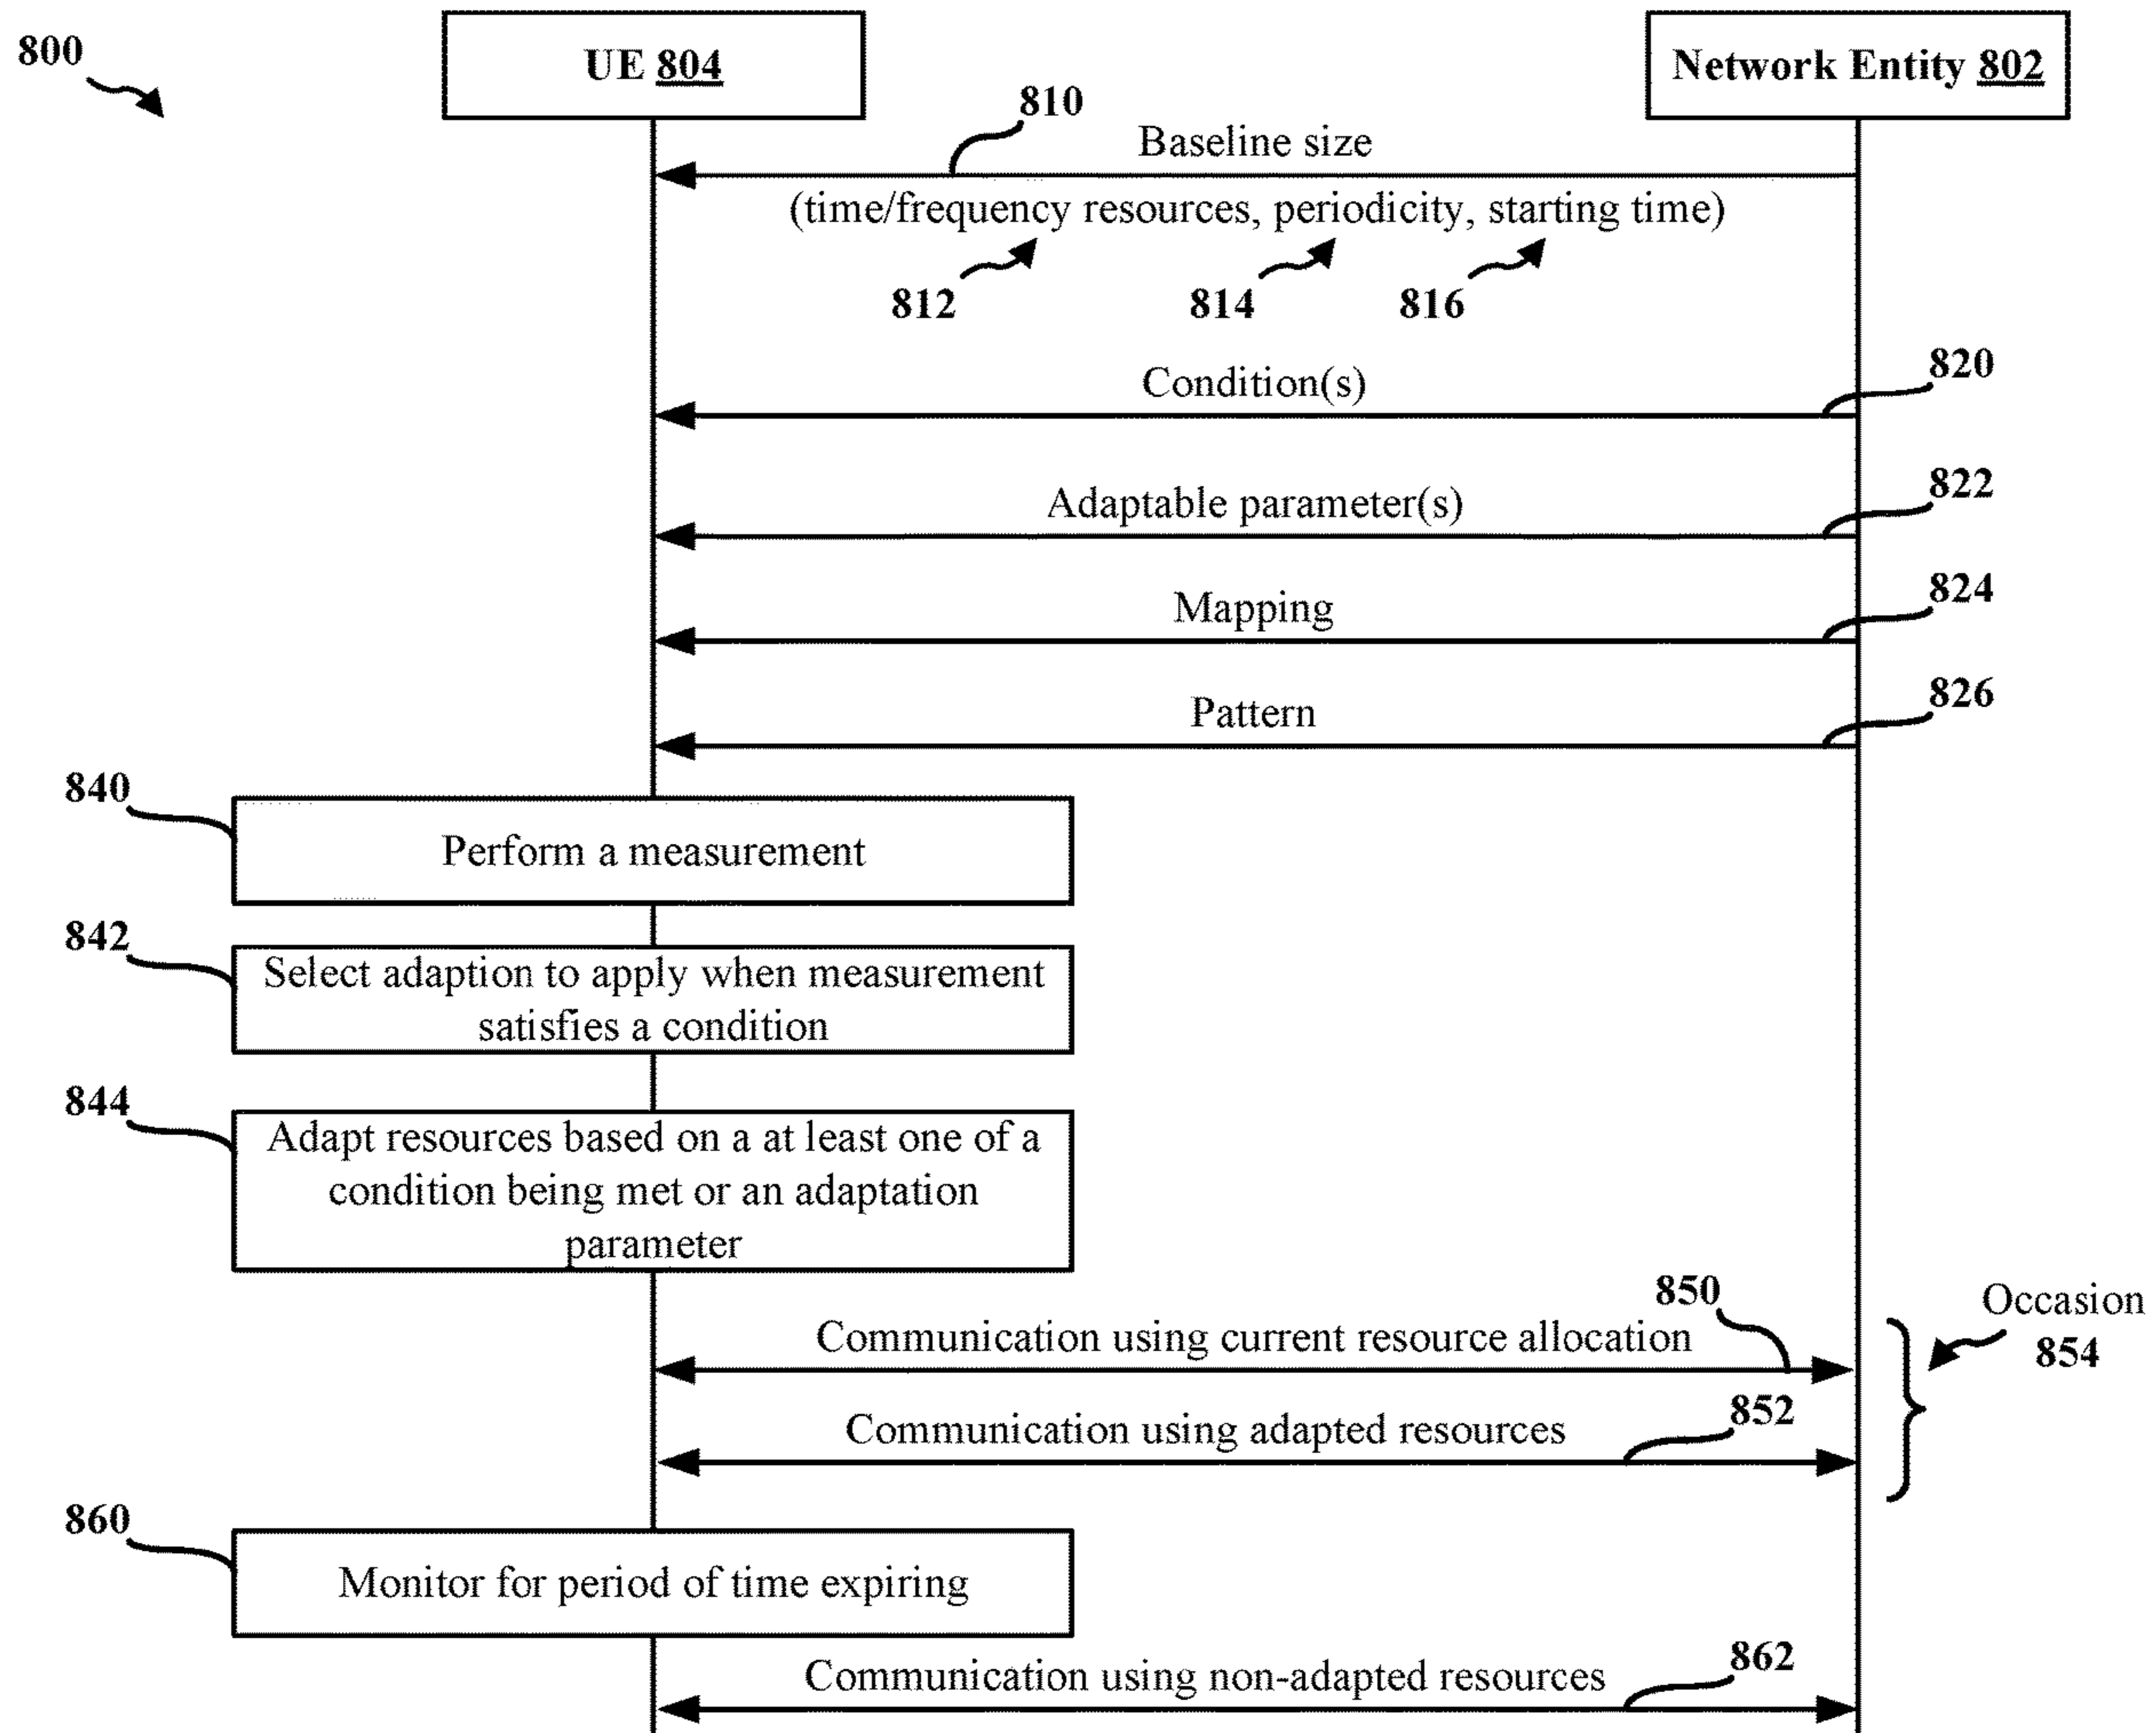 800
UE 804
Network Entity 802
810
Baseline size
(time/frequency resources, periodicity, starting time)
812
814
816
820
Condition(s)
822
Adaptable parameter(s)
824
Mapping
826
Pattern
840
Perform a measurement
842
Select adaption to apply when measurement
satisfies a condition
844
Adapt resources based on a at least one of a
condition being met or an adaptation
parameter
850
Communication using current resource allocation
Occasion
854
852
Communication using adapted resources
860
Monitor for period of time expiring
862
Communication using non-adapted resources